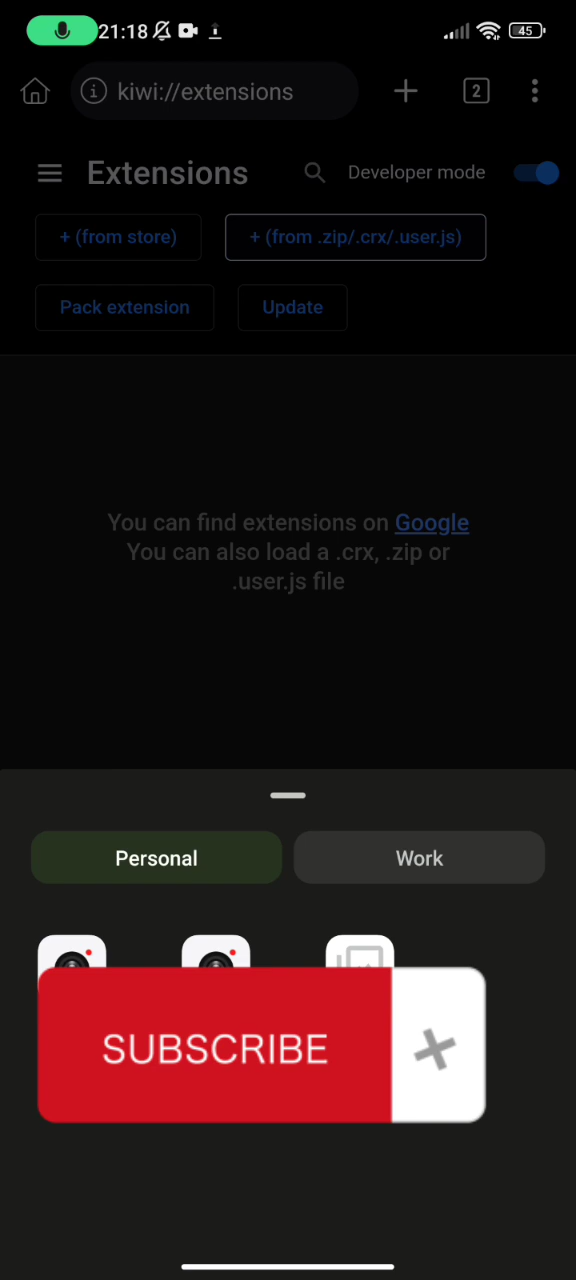 21:18
45
kiwi://extensions
2
Extensions
Developer mode
+ (from store)
+ (from .zip/.crx/.user.js)
Pack extension
Update
You can find extensions on Google
You can also load a .crx, .zip or
.user.js file
Personal
Work
SUBSCRIBE